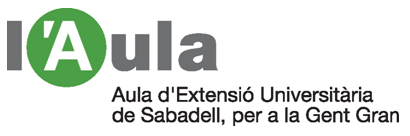 l'Aula
Aula d'Extensió Universitària
de Sabadell, per a la Gent Gran